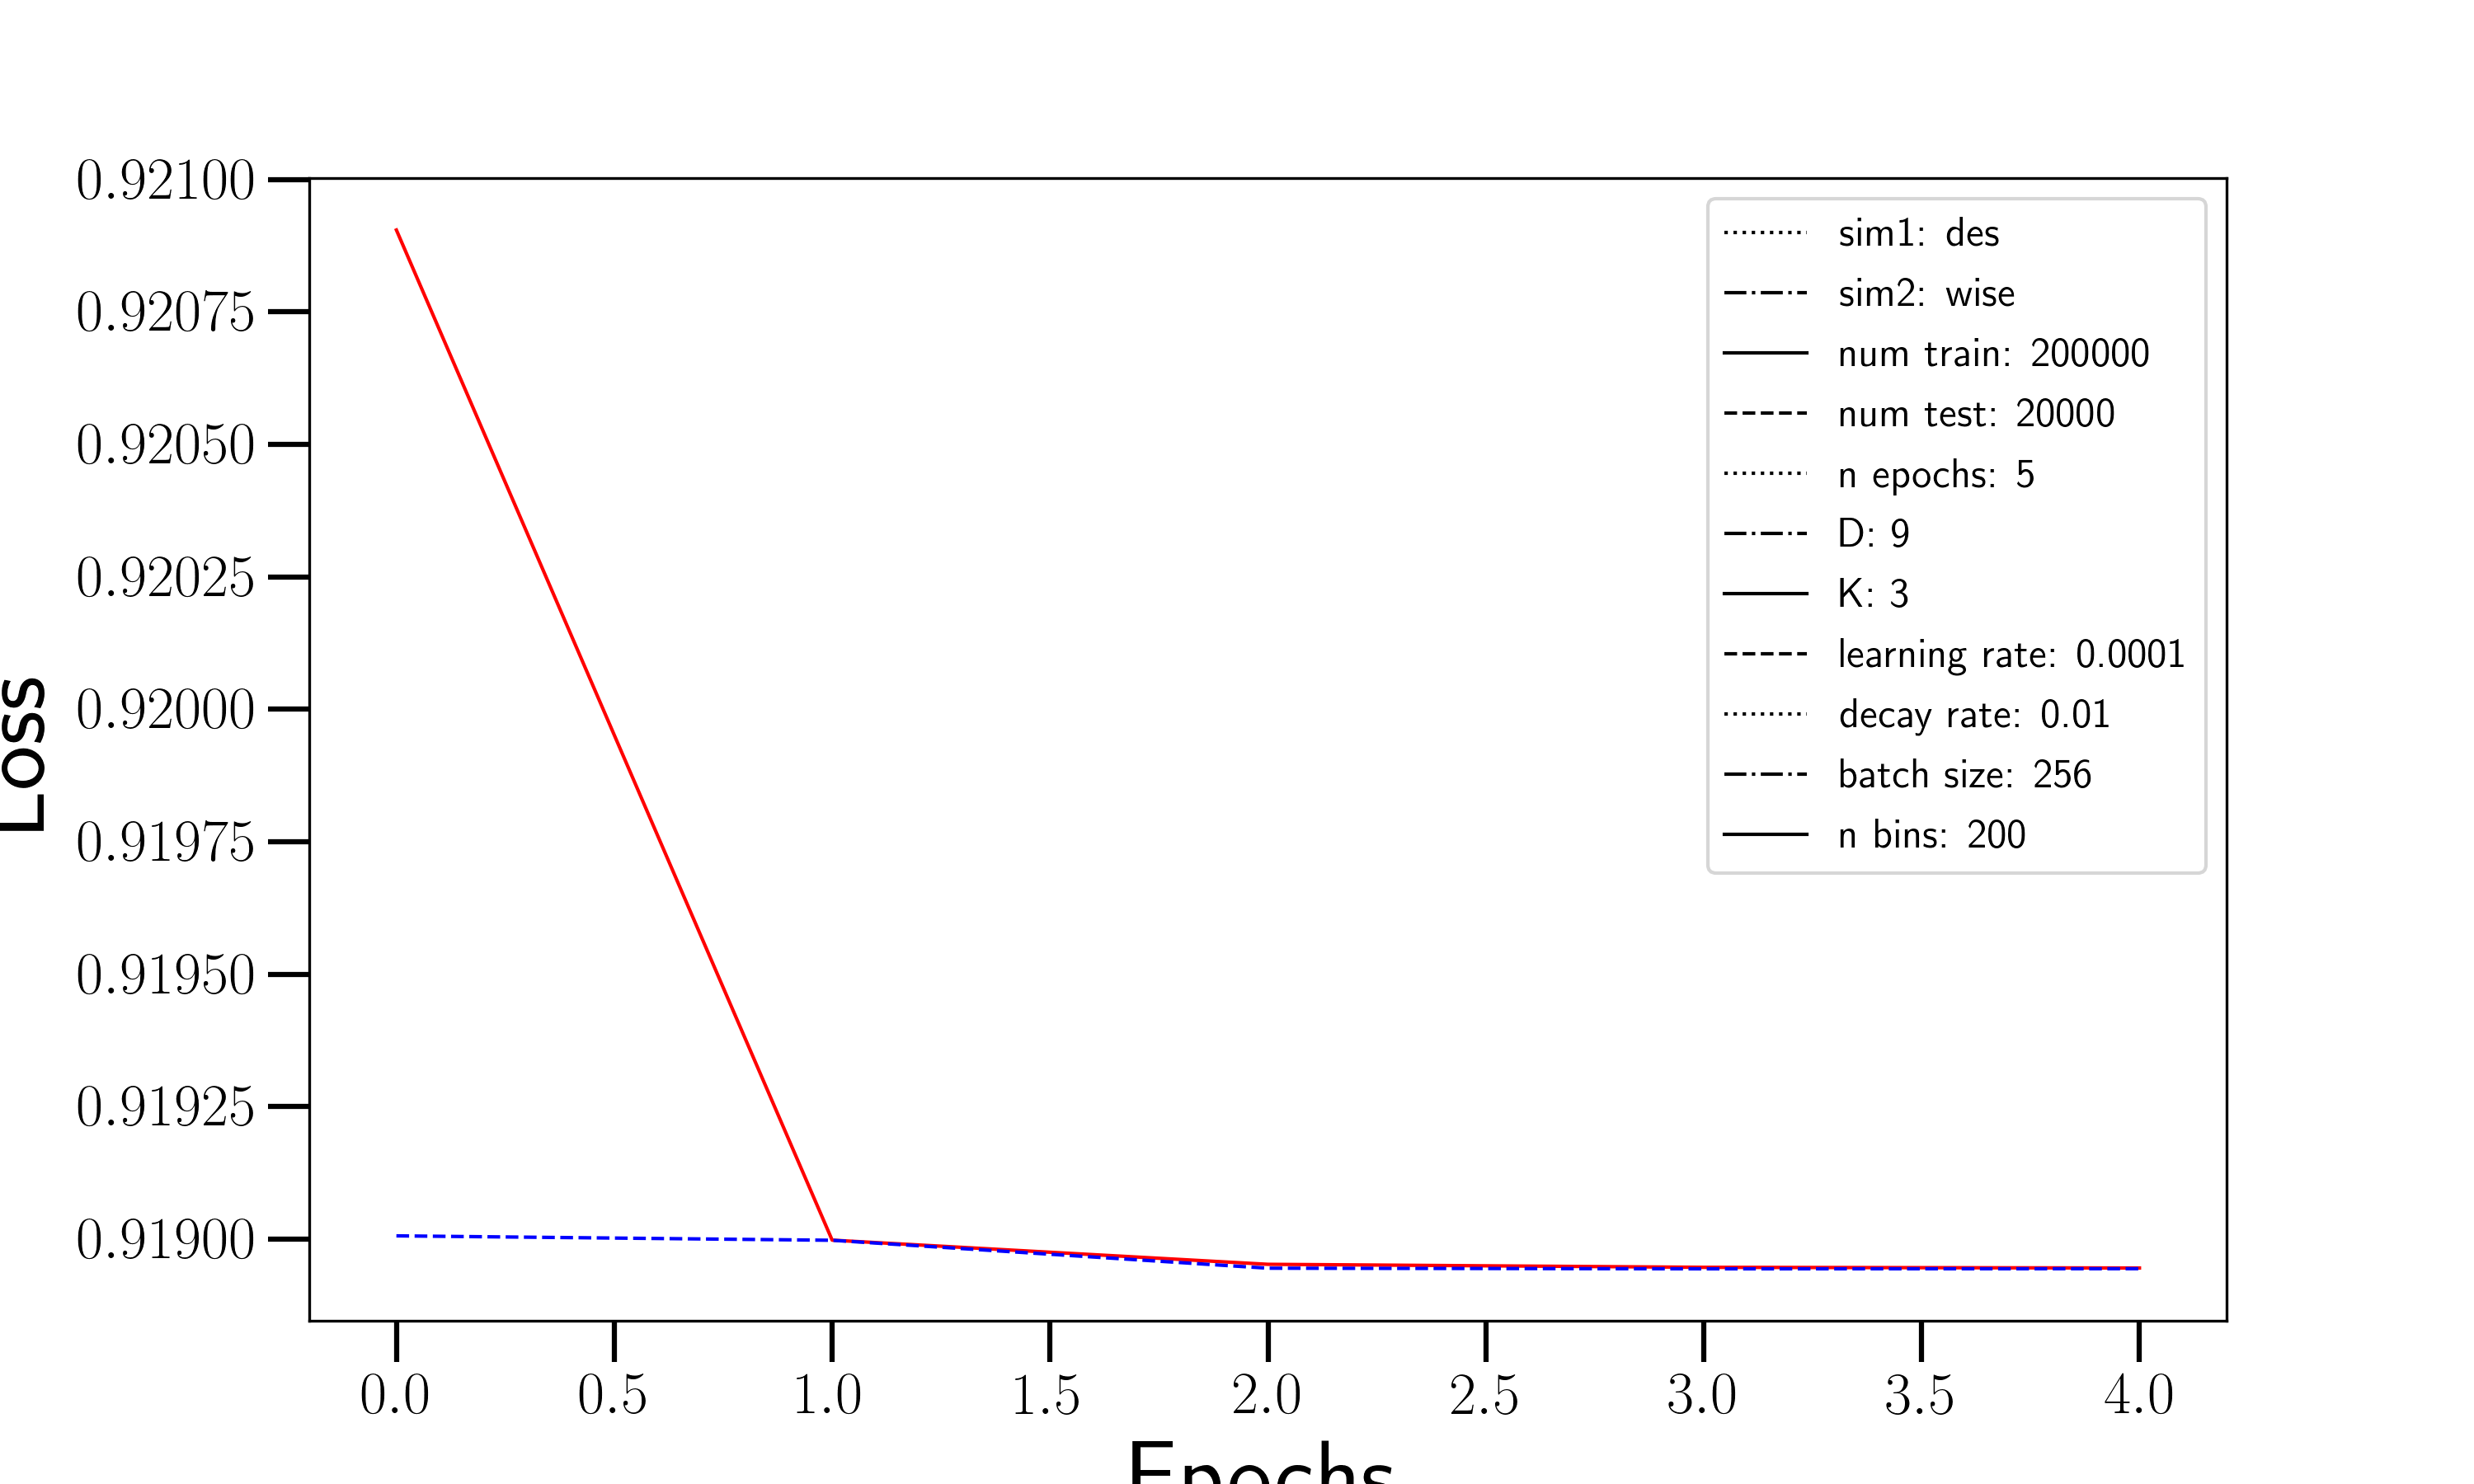 Loss
0.92100
0.92075
0.92050
0.92025
0.92000
0.91975
0.91950
0.91925
0.91900
sim1: des
sim2: wise
num train: 200000
num test: 20000
n epochs: 5
D: 9
K: 3
learning rate: 0.0001
decay rate: 0.01
batch size: 256
n bins: 200
0.0 0.5 1.0 1.5 2.0 2.5 3.0 3.5 4.0
Epochs